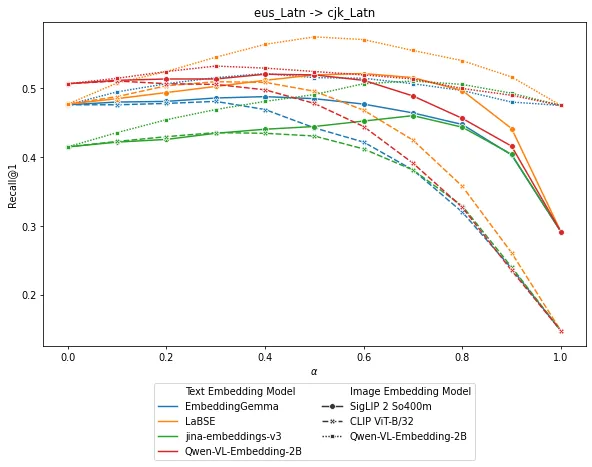 eus_Latn -> cjk_Latn
Recall@1
0.5
0.4
0.3
0.2
0.0 0.2 0.4 0.6 0.8 1.0
α
Text Embedding Model Image Embedding Model
EmbeddingGemma SigLIP 2 So400m
LaBSE CLIP ViT-B/32
jina-embeddings-v3 Qwen-VL-Embedding-2B
Qwen-VL-Embedding-2B